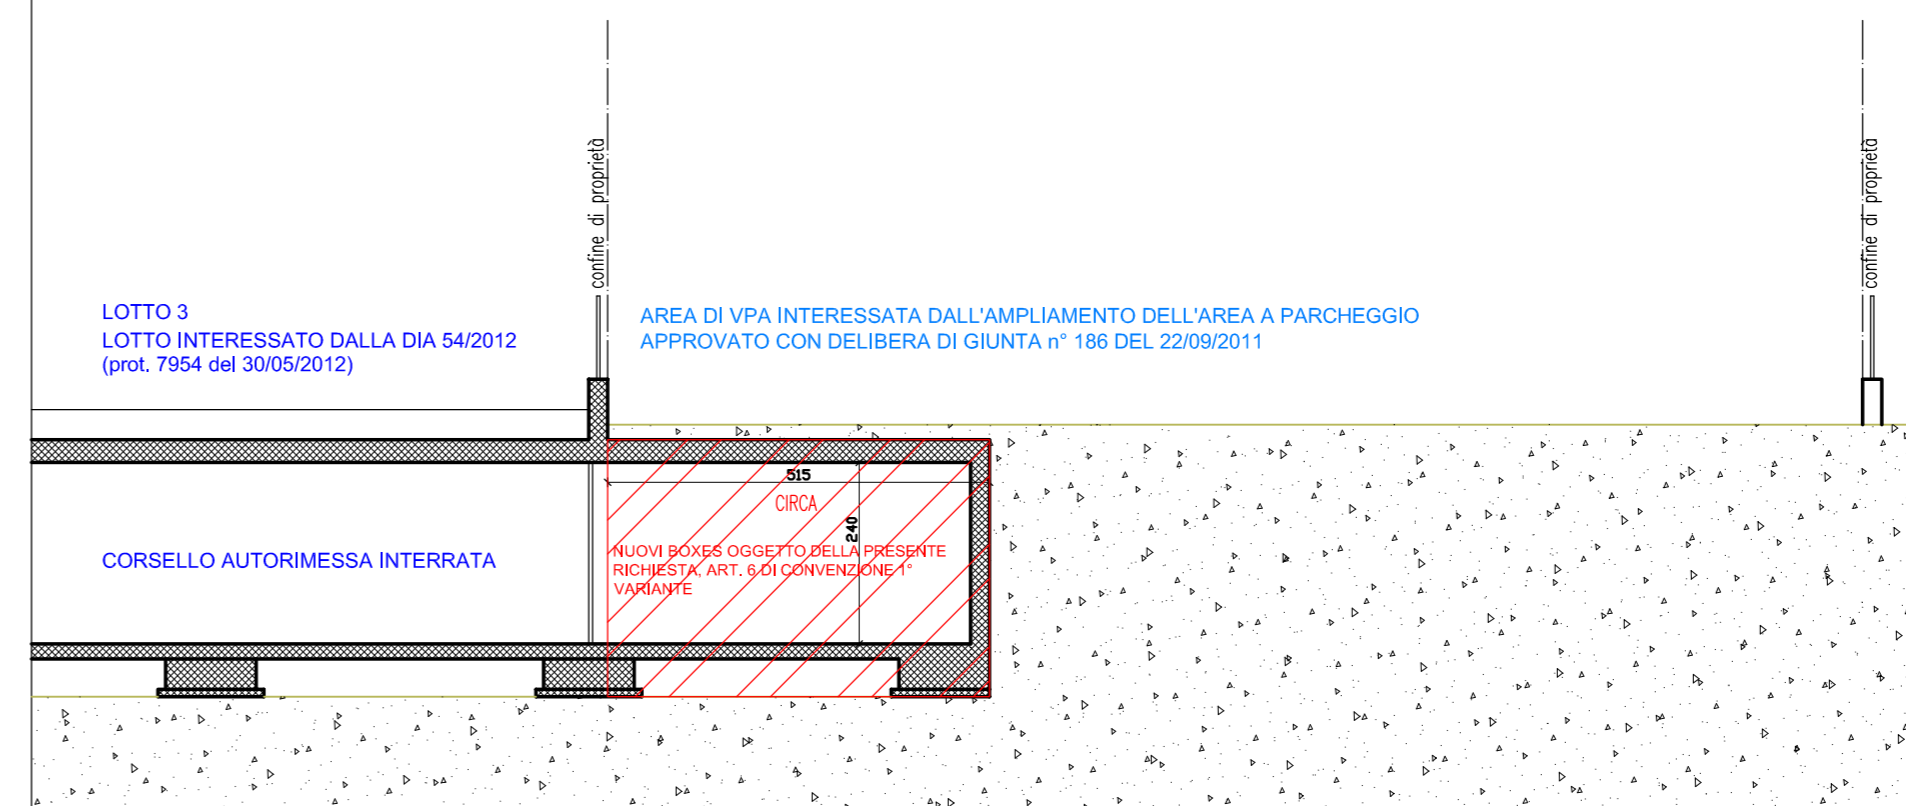 confine di proprietà
confine di proprietà
LOTTO 3
LOTTO INTERESSATO DALLA DIA 54/2012
(prot. 7954 del 30/05/2012)
AREA DI VPA INTERESSATA DALL'AMPLIAMENTO DELL'AREA A PARCHEGGIO
APPROVATO CON DELIBERA DI GIUNTA n° 186 DEL 22/09/2011
515
CIRCA
240
CORSELLO AUTORIMESSA INTERRATA
NUOVI BOXES OGGETTO DELLA PRESENTE
RICHIESTA, ART. 6 DI CONVENZIONE 1°
VARIANTE